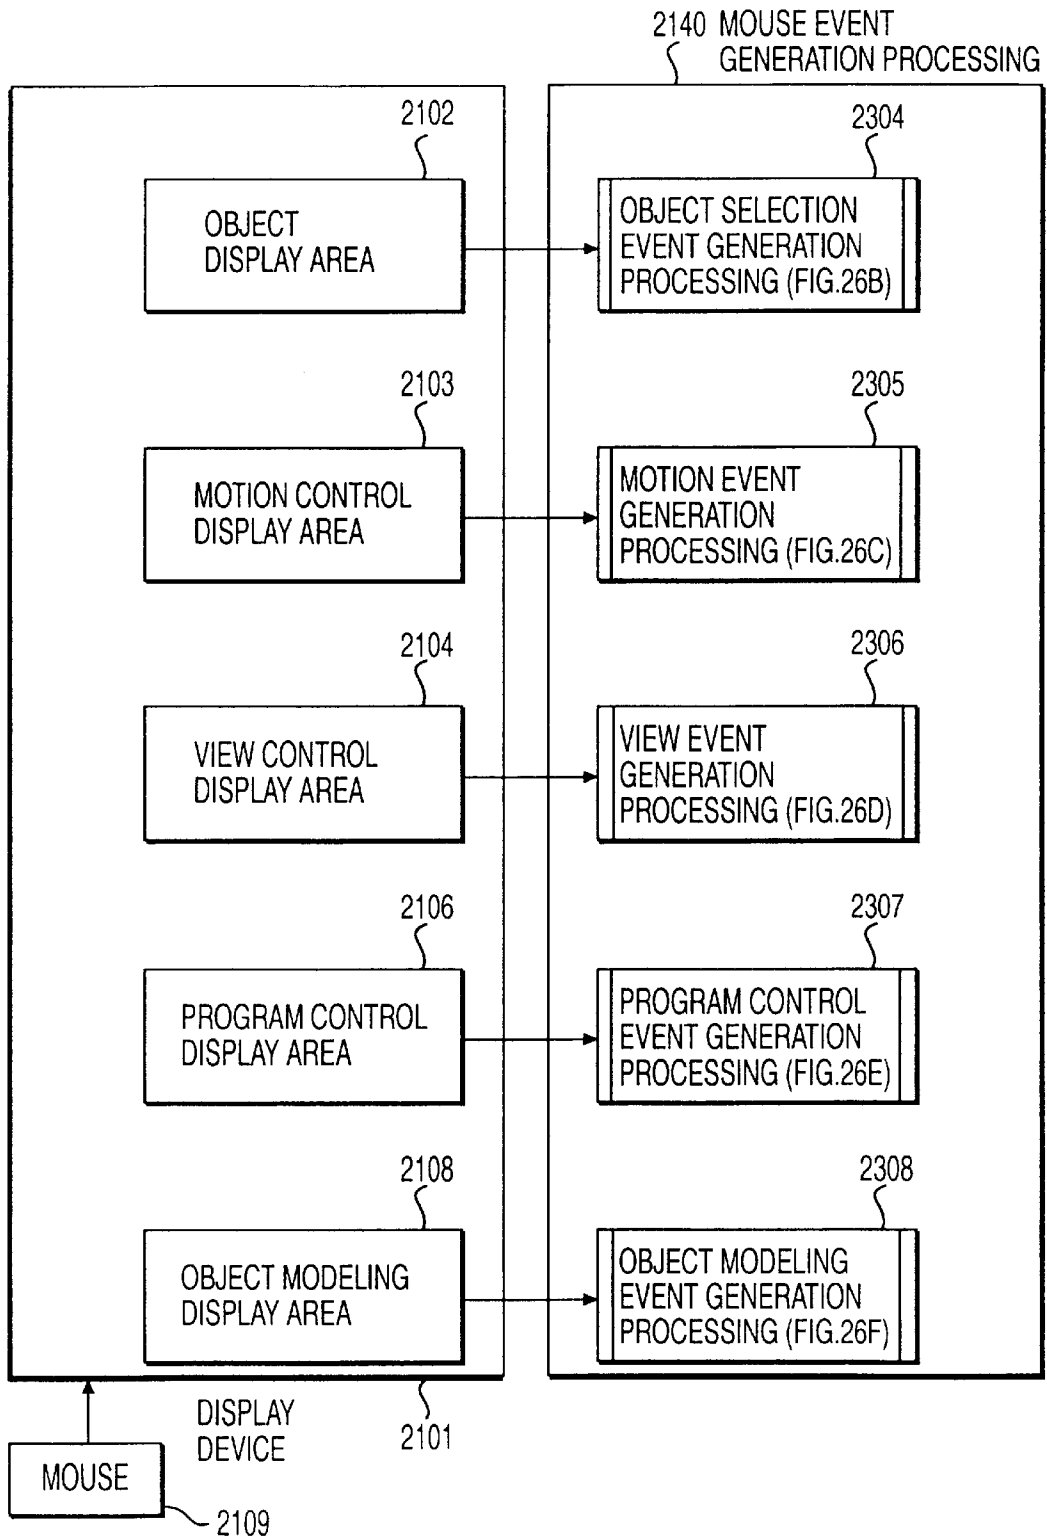 2140 MOUSE EVENT
GENERATION PROCESSING
2102
OBJECT
DISPLAY AREA
2304
OBJECT SELECTION
EVENT GENERATION
PROCESSING (FIG.26B)
2103
MOTION CONTROL
DISPLAY AREA
2305
MOTION EVENT
GENERATION
PROCESSING (FIG.26C)
2104
VIEW CONTROL
DISPLAY AREA
2306
VIEW EVENT
GENERATION
PROCESSING (FIG.26D)
2106
PROGRAM CONTROL
DISPLAY AREA
2307
PROGRAM CONTROL
EVENT GENERATION
PROCESSING (FIG.26E)
2108
OBJECT MODELING
DISPLAY AREA
2308
OBJECT MODELING
EVENT GENERATION
PROCESSING (FIG.26F)
DISPLAY
DEVICE
2101
MOUSE
2109